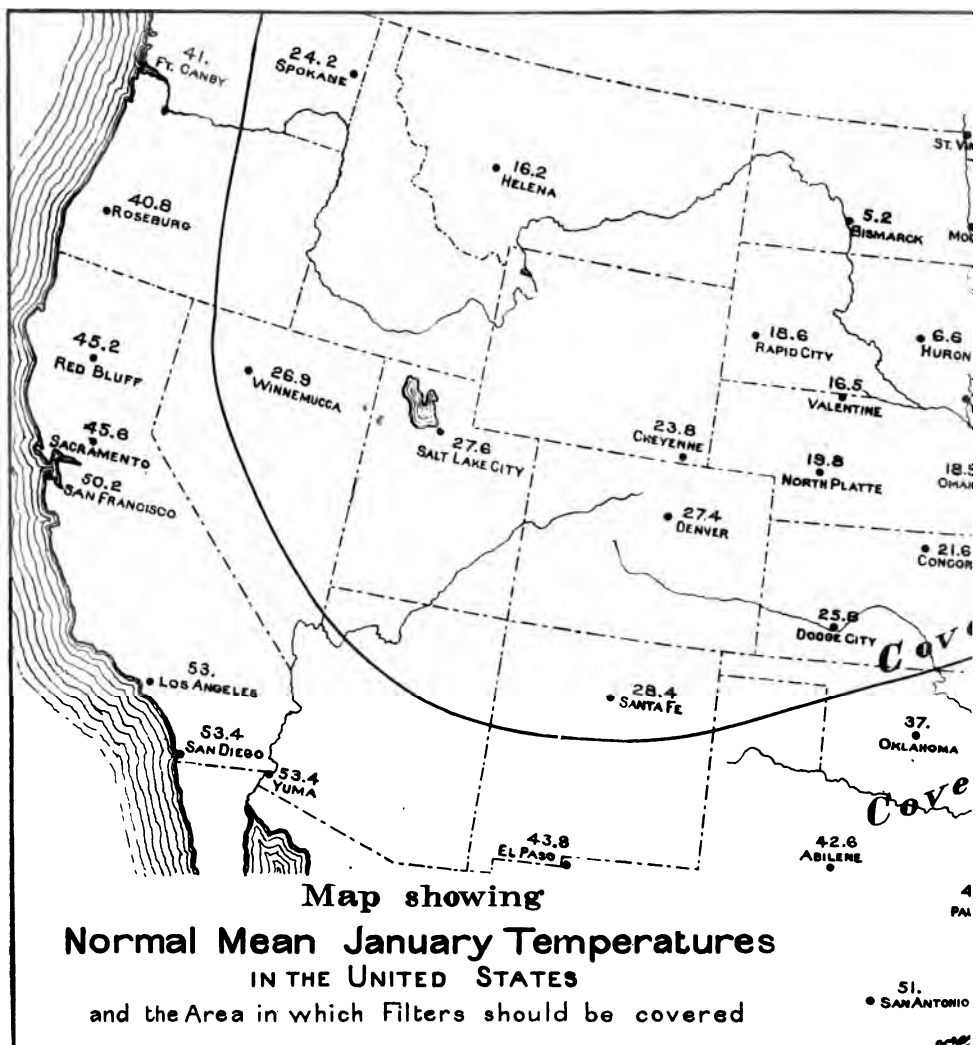 41.
FT. CANBY
24.2
SPOKANE
16.2
HELENA
40.8
ROSEBURG
5.2
BISMARCK
45.2
RED BLUFF
26.9
WINNEMUCCA
18.6
RAPID CITY
6.6
HURON
16.5
VALENTINE
45.8
SACRAMENTO
50.2
SAN FRANCISCO
27.6
SALT LAKE CITY
23.8
CHEYENNE
19.8
NORTH PLATTE
27.4
DENVER
21.6
25.8
DODGE CITY
53.
LOS ANGELES
28.4
SANTA FE
37.
OKLAHOMA
53.4
SAN DIEGO
53.4
YUMA
43.8
EL PASO
42.6
ABILENE
Map showing
Normal Mean January Temperatures
IN THE UNITED STATES
and the Area in which Filters should be covered
51.
SAN ANTONIO